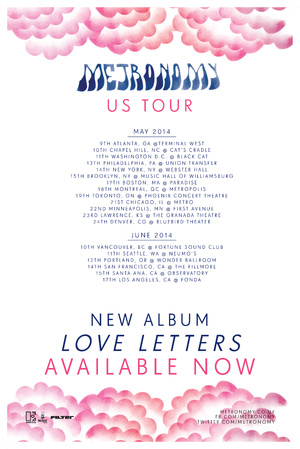 METRONOMY
US TOUR
MAY 2014
9TH ATLANTA, GA @TERMINAL WEST
10TH CHAPEL HILL, NC @ CAT'S CRADLE
11TH WASHINGTON D.C. @ BLACK CAT
13TH PHILADELPHIA, PA @ UNION TRANSFER
14TH NEW YORK, NY @ WEBSTER HALL
15TH BROOKLYN, NY @ MUSIC HALL OF WILLIAMSBURG
17TH BOSTON, MA @ PARADISE
18TH MONTREAL, QC @ METROPOLIS
19TH TORONTO, ON @ PHOENIX CONCERT THEATRE
21ST CHICAGO, IL @ METRO
22ND MINNEAPOLIS, MN @ FIRST AVENUE
23RD LAWRENCE, KS @ THE GRANADA THEATRE
24TH DENVER, CO @ BLUEBIRD THEATER
JUNE 2014
10TH VANCOUVER, BC @ FORTUNE SOUND CLUB
11TH SEATTLE, WA @ NEUMO'S
12TH PORTLAND, OR @ WONDER BALLROOM
14TH SAN FRANCISCO, CA @ THE FILLMORE
15TH SANTA ANA, CA @ OBSERVATORY
17TH LOS ANGELES, CA @ FONDA
NEW ALBUM
LOVE LETTERS
AVAILABLE NOW
FILTER
METRONOMY.CO.UK
FB.COM/METRONOMY
TWITTER.COM/METRONOMY